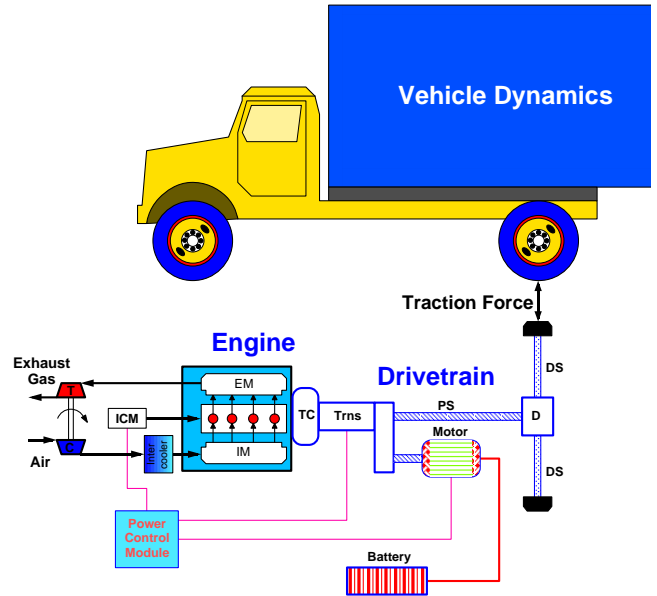 Vehicle Dynamics
Traction Force
Engine
Exhaust
Gas
T
EM
Drivetrain
DS
ICM
TC
Trns
PS
D
Motor
C
Air
Inter
cooler
IM
DS
Power
Control
Module
Battery